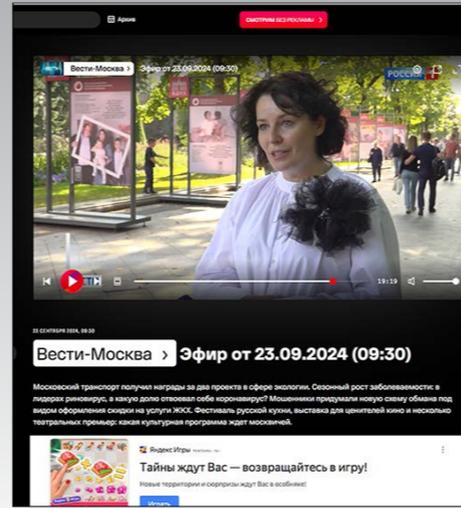 Архив
СМОТРИМ БЕЗ РЕКЛАМЫ >
Вести-Москва > Эфир от 23.09.2024 (09:30)
РОССИЯ 1
19:19
23 СЕНТЯБРЯ 2024, 09:30
Вести-Москва > Эфир от 23.09.2024 (09:30)
Московский транспорт получил награды за два проекта в сфере экологии. Сезонный рост заболеваемости: в
лидерах риновирус, а какую долю отвоевал себе коронавирус? Мошенники придумали новую схему обмана под
видом оформления скидки на услуги ЖКХ. Фестиваль русской кухни, выставка для ценителей кино и несколько
театральных премьер: какая культурная программа ждет москвичей.
Яндекс Игры
Тайны ждут Вас — возвращайтесь в игру!
Новые территории и сюрпризы ждут Вас в особняке!
Играть